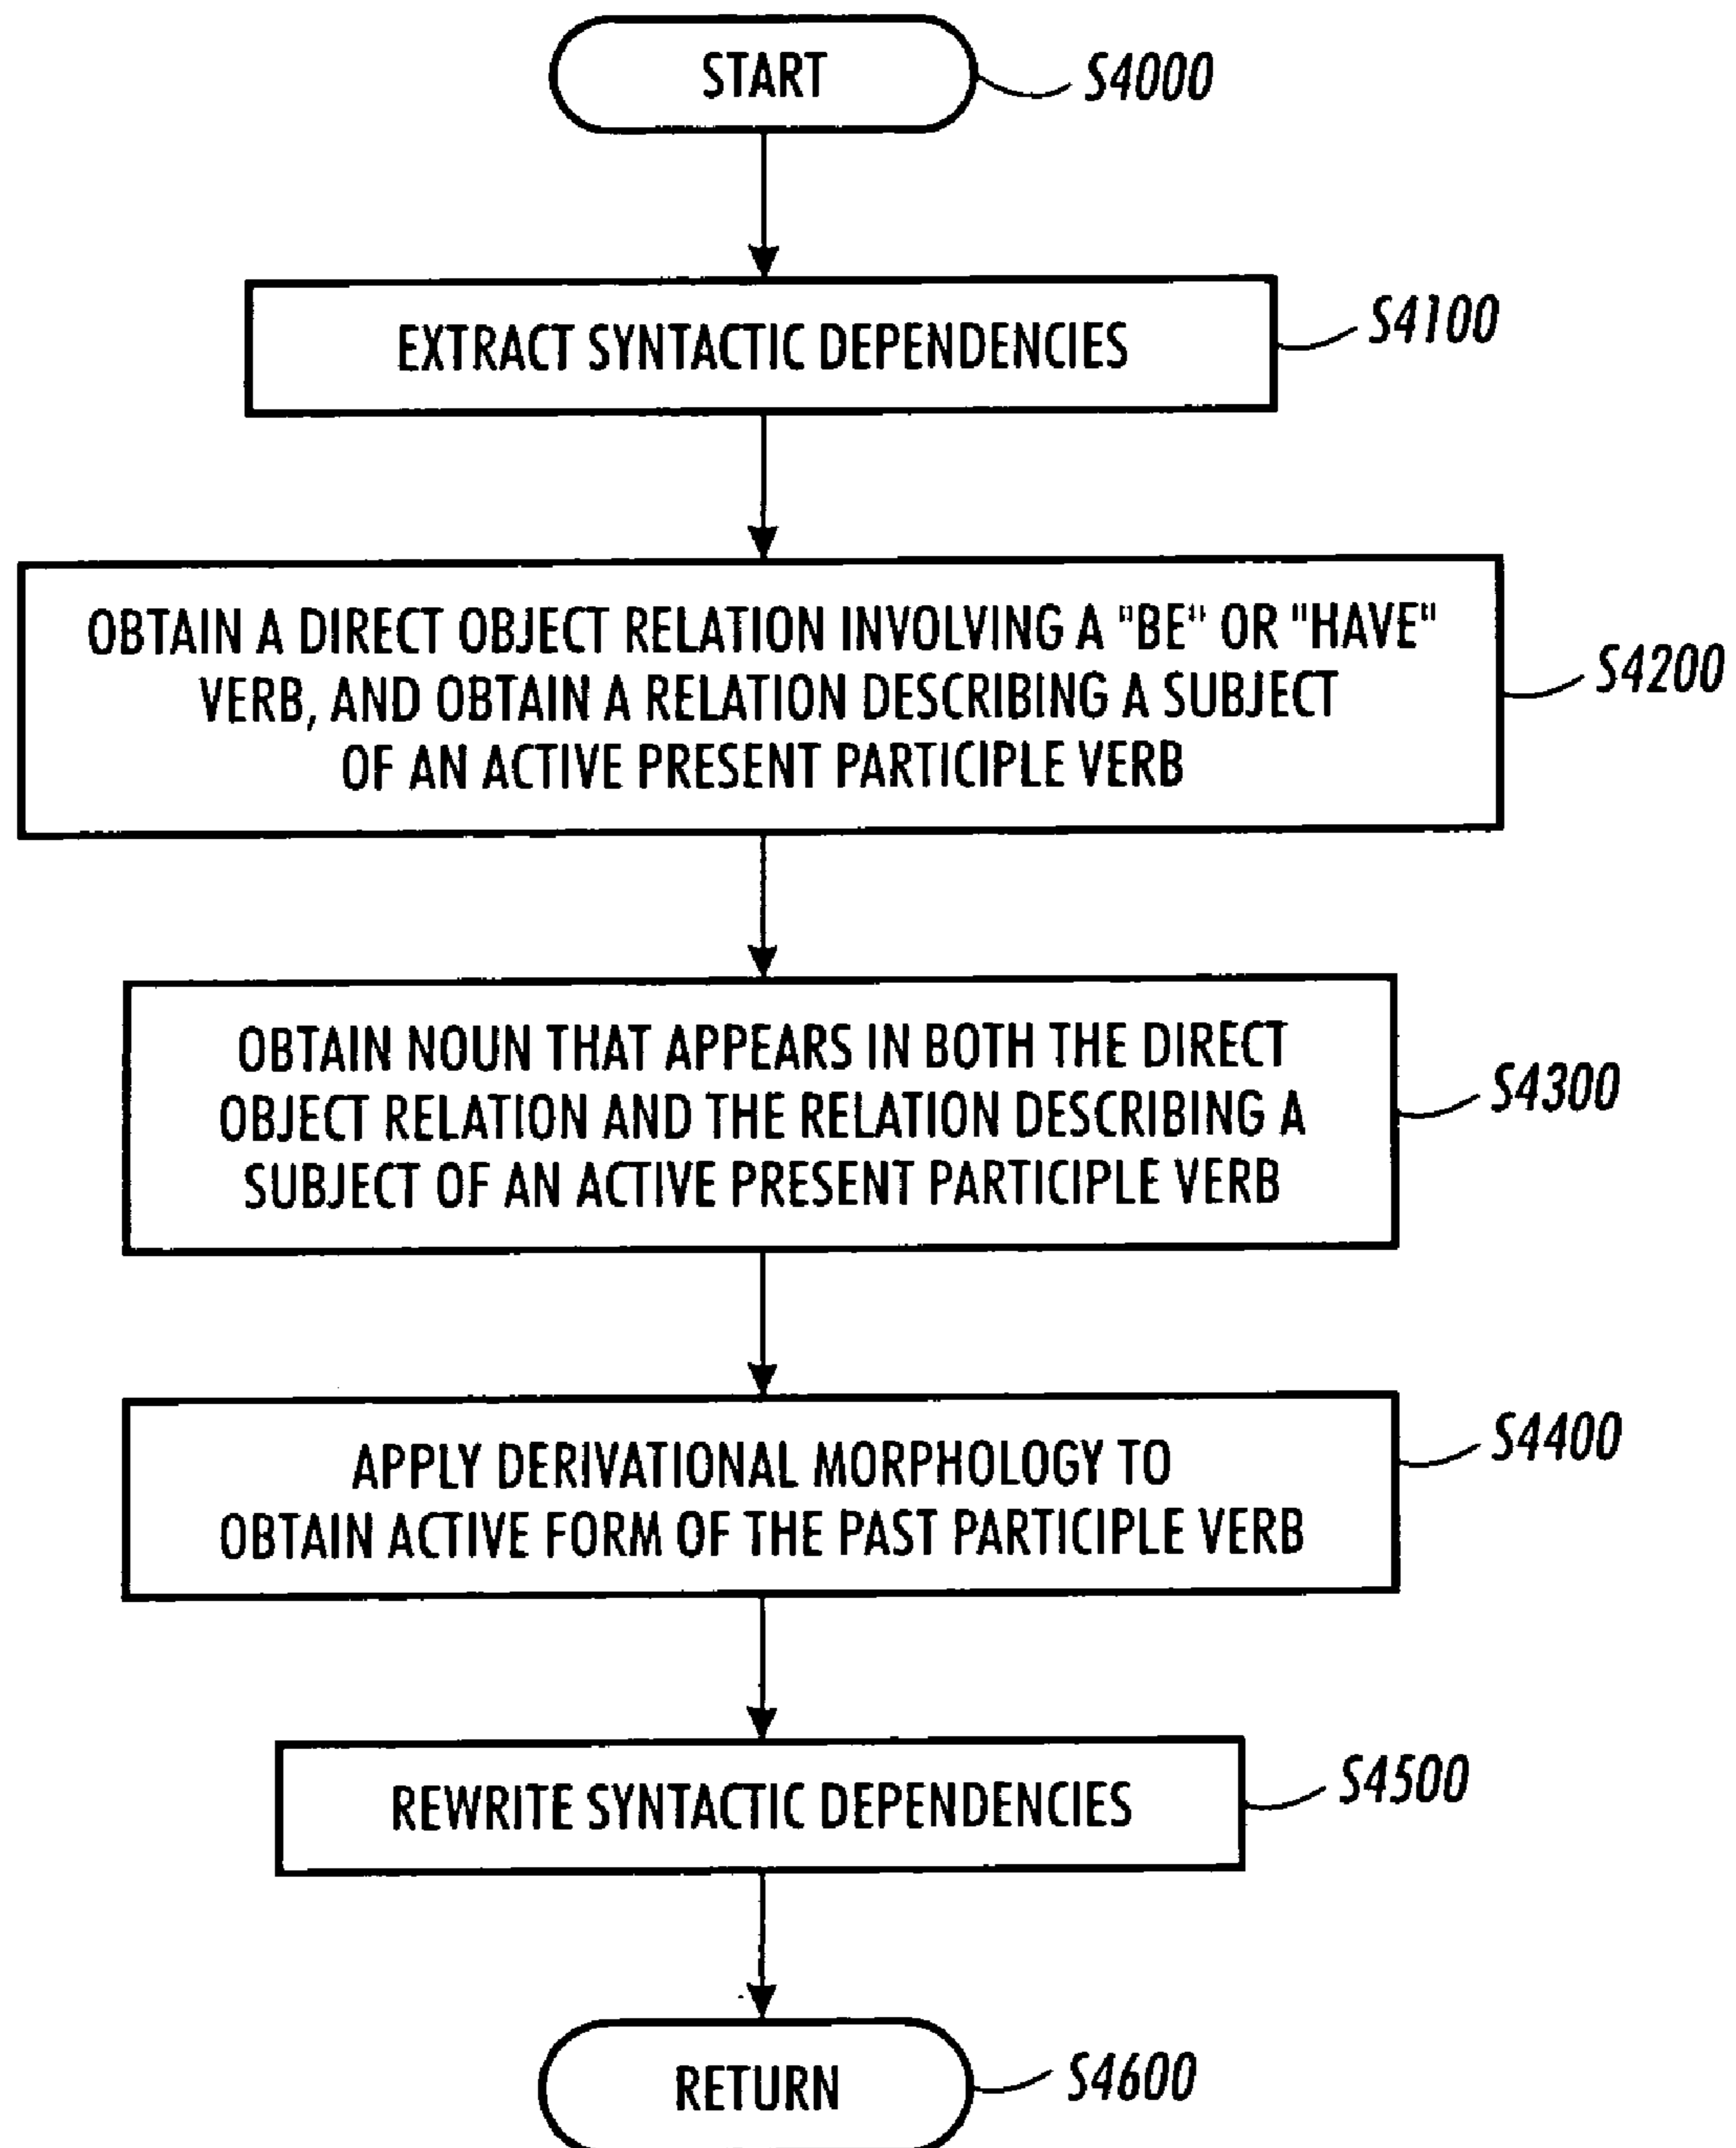 START
S4000
EXTRACT SYNTACTIC DEPENDENCIES
S4100
OBTAIN A DIRECT OBJECT RELATION INVOLVING A "BE" OR "HAVE"
VERB, AND OBTAIN A RELATION DESCRIBING A SUBJECT
OF AN ACTIVE PRESENT PARTICIPLE VERB
S4200
OBTAIN NOUN THAT APPEARS IN BOTH THE DIRECT
OBJECT RELATION AND THE RELATION DESCRIBING A
SUBJECT OF AN ACTIVE PRESENT PARTICIPLE VERB
S4300
APPLY DERIVATIONAL MORPHOLOGY TO
OBTAIN ACTIVE FORM OF THE PAST PARTICIPLE VERB
S4400
REWRITE SYNTACTIC DEPENDENCIES
S4500
RETURN
S4600